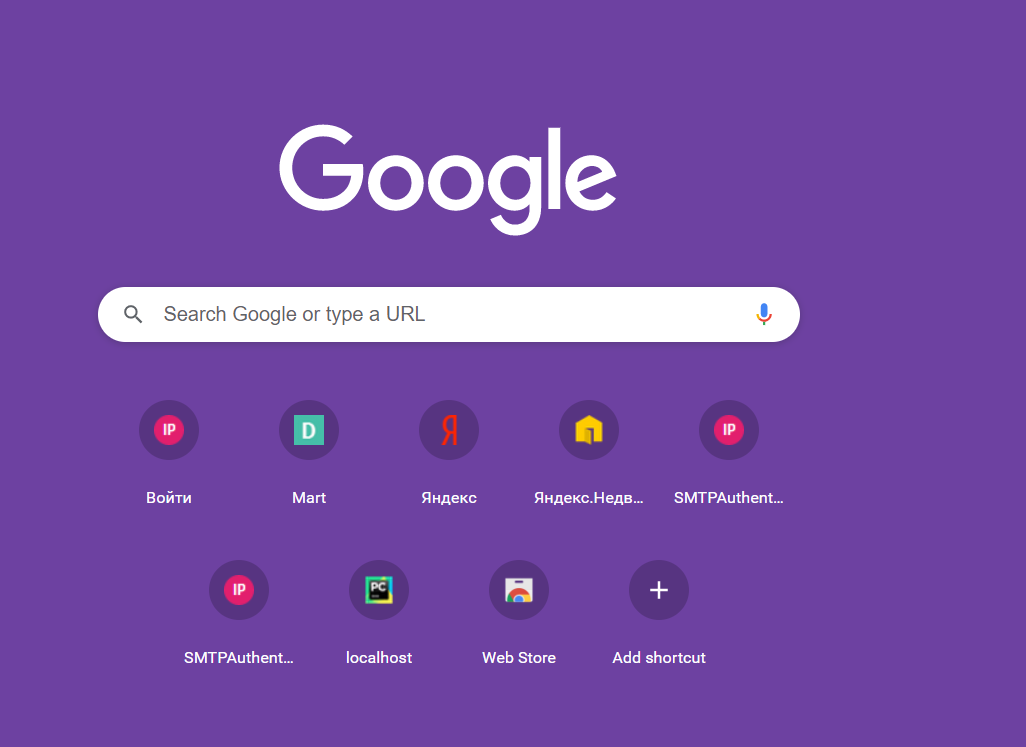 Google
Search Google or type a URL
IP
D
Я
IP
Войти
Mart
Яндекс
Яндекс.Недв...
SMTPAuthent...
IP
PC
SMTPAuthent...
localhost
Web Store
Add shortcut